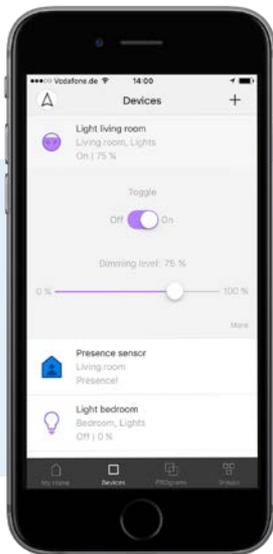 Vodafone.de 14:00
Devices
Light living room
Living room, Lights
On | 75 %
Toggle
Off On
Dimming level: 75 %
0 % 100 %
More
Presence sensor
Living room
Presence!
Light bedroom
Bedroom, Lights
Off | 0 %
My Home Devices PROgrams Groups